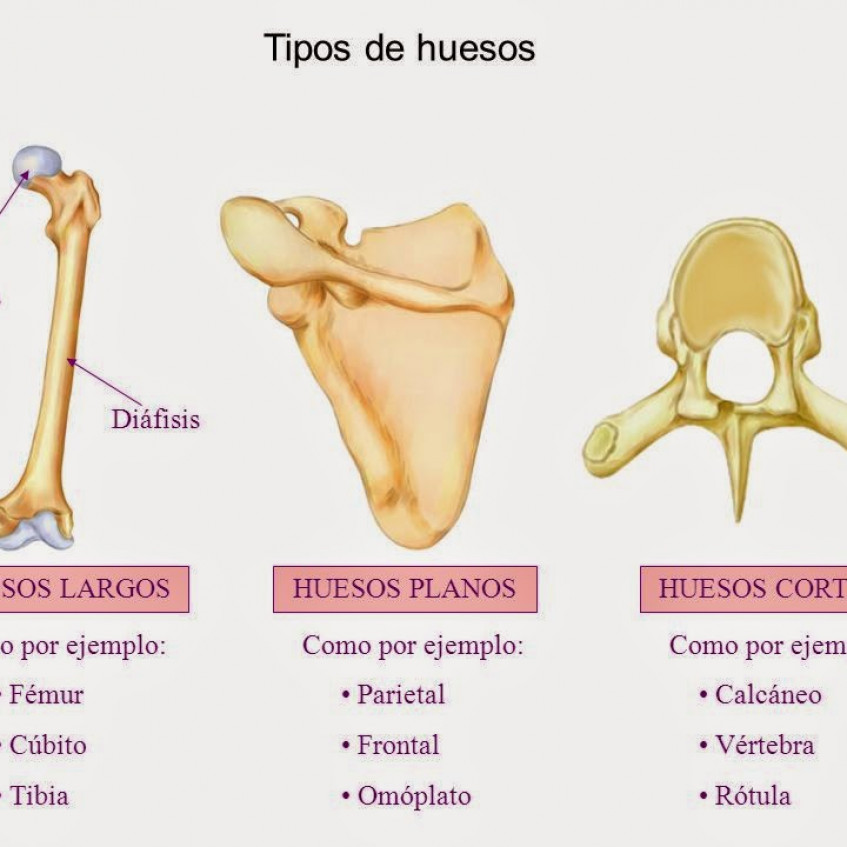 Tipos de huesos
Diáfisis
SOS LARGOS
o por ejemplo:
• Fémur
• Cúbito
• Tibia
HUESOS PLANOS
Como por ejemplo:
• Parietal
• Frontal
• Omóplato
HUESOS CORT
Como por ejem
• Calcáneo
• Vértebra
• Rótula